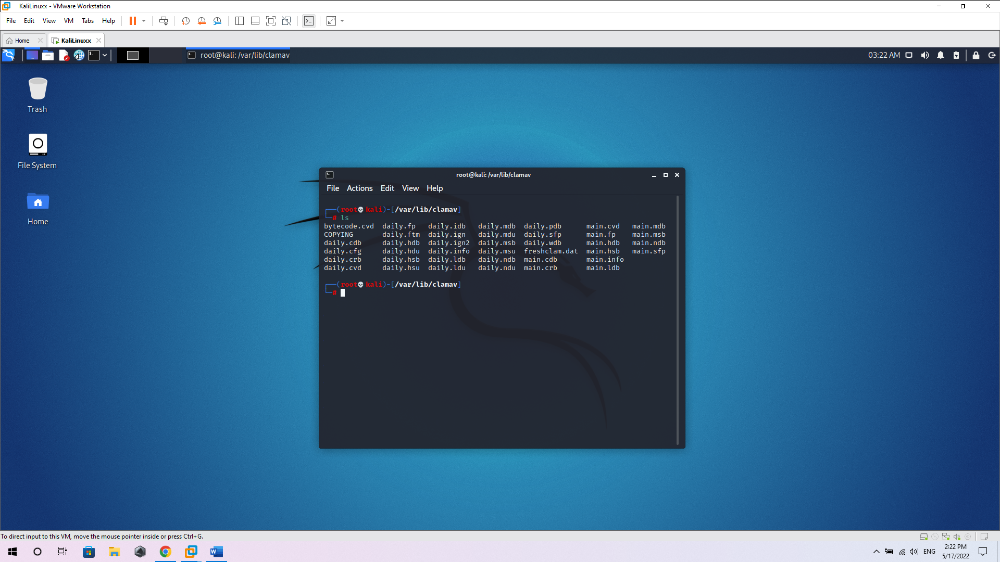 KaliLinuxx - VMware Workstation
File Edit View VM Tabs Help
Home KaliLinuxx
root@kali: /var/lib/clamav 03:22 AM
Trash
File System
Home
root@kali: /var/lib/clamav
File Actions Edit View Help
┌──(root💀kali)-[/var/lib/clamav]
└─# ls
bytecode.cvd daily.fp daily.idb daily.mdb daily.pdb main.cvd main.mdb
COPYING daily.ftm daily.ign daily.mdu daily.sfp main.fp main.msb
daily.cdb daily.hdb daily.ign2 daily.msb daily.wdb main.hdb main.ndb
daily.cfg daily.hdu daily.info daily.msu freshclam.dat main.hsb main.sfp
daily.crb daily.hsb daily.ldb daily.ndb main.cdb main.info
daily.cvd daily.hsu daily.ldu daily.ndu main.crb main.ldb
┌──(root💀kali)-[/var/lib/clamav]
└─#
To direct input to this VM, move the mouse pointer inside or press Ctrl+G.
ENG 2:22 PM
5/17/2022